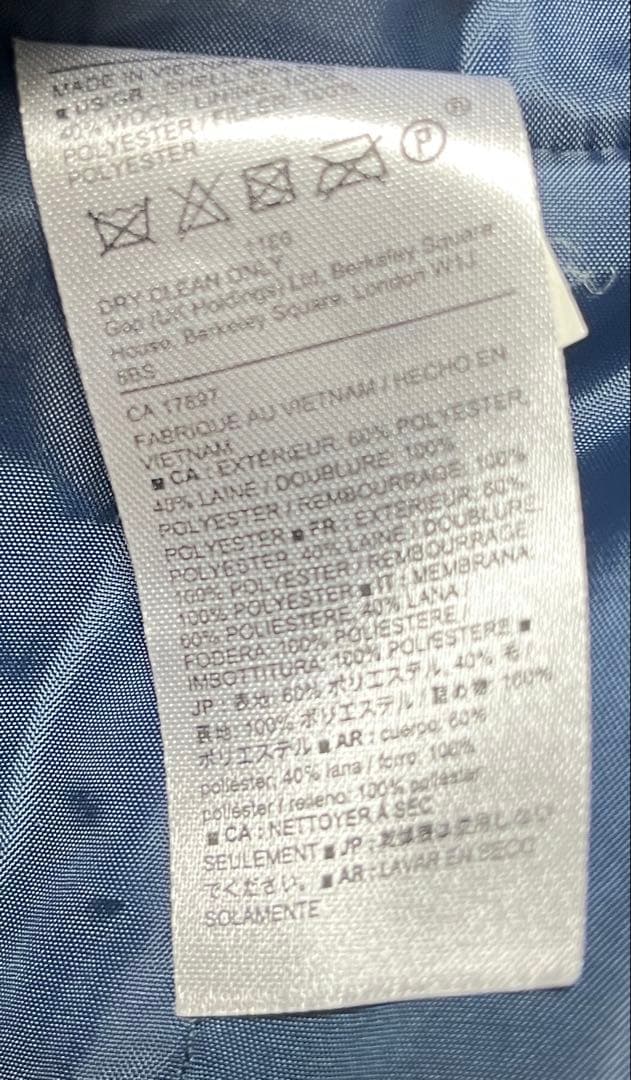 MADE IN VIETNAM
■ US/GB : SHELL: 60%
40% WOOL / LINING: 100%
POLYESTER / FILLER: 100%
POLYESTER
P
DRY CLEAN ONLY
Gap (UK Holdings) Ltd, Berkeley Square
House, Berkeley Square, London W1J
6BS
CA 17897
FABRIQUE AU VIETNAM / HECHO EN
VIETNAM
■ CA : EXTÉRIEUR: 60% POLYESTER,
40% LAINE / DOUBLURE: 100%
POLYESTER / REMBOURRAGE: 100%
POLYESTER ■ FR : EXTÉRIEUR: 60%
POLYESTER, 40% LAINE / DOUBLURE:
100% POLYESTER / REMBOURRAGE:
100% POLYESTER ■ IT : MEMBRANA:
60% POLIESTERE, 40% LANA /
FODERA: 100% POLIESTERE /
IMBOTTITURA: 100% POLIESTERE ■
JP : 表地: 60% ポリエステル, 40% 毛 /
裏地: 100% ポリエステル / 詰め物: 100%
ポリエステル ■ AR : cuerpo: 60%
poliéster, 40% lana / forro: 100%
poliéster / relleno: 100% poliéster
■ CA : NETTOYER À SEC
SEULEMENT ■ JP : 使用しない
でください。 ■ AR : LAVAR EN SECO
SOLAMENTE